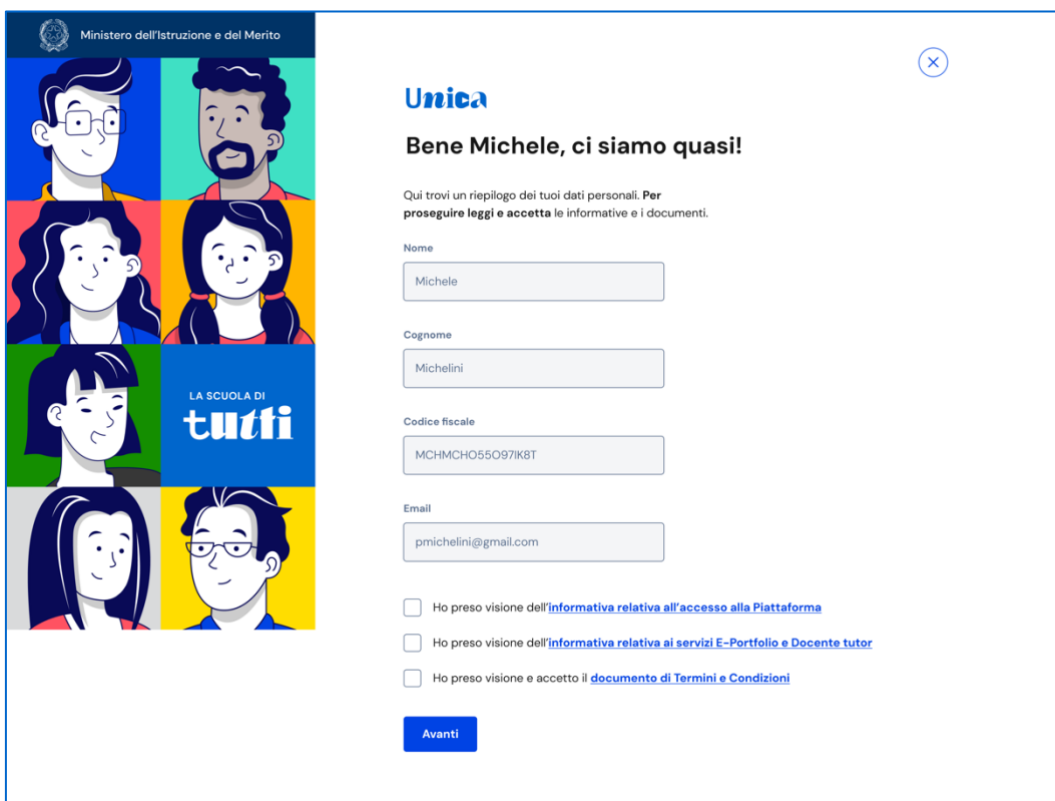 Ministero dell'Istruzione e del Merito
LA SCUOLA DI
tutti
Unica
Bene Michele, ci siamo quasi!
Qui trovi un riepilogo dei tuoi dati personali. Per
proseguire leggi e accetta le informative e i documenti.
Nome
Michele
Cognome
Michelini
Codice fiscale
MCHMCHO55O97IK8T
Email
pmichelini@gmail.com
Ho preso visione dell'informativa relativa all'accesso alla Piattaforma
Ho preso visione dell'informativa relativa ai servizi E-Portfolio e Docente tutor
Ho preso visione e accetto il documento di Termini e Condizioni
Avanti